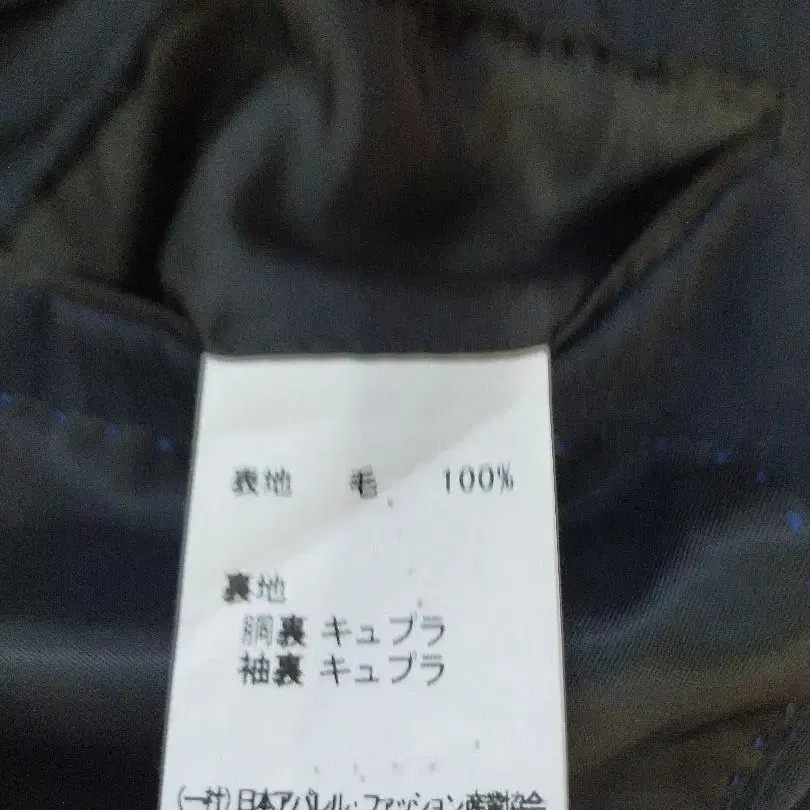 表地 毛 100%
裏地
胴裏 キュプラ
袖裏 キュプラ
(一社)日本アパレル・ファッション産業協会